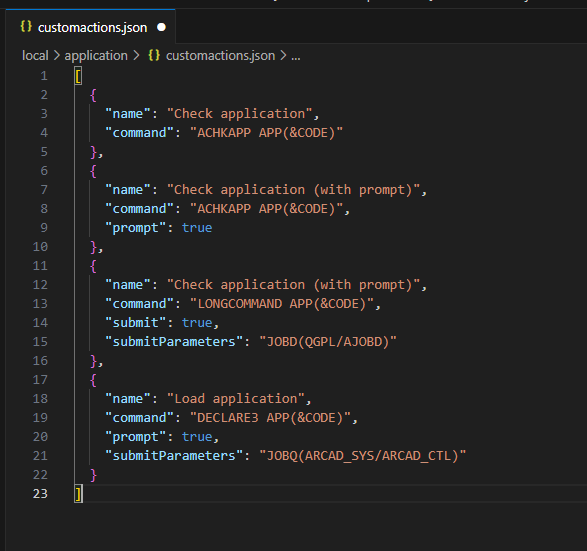 {} customactions.json ●
local > application > {} customactions.json > ...
1 [
2 {
3 "name": "Check application",
4 "command": "ACHKAPP APP(&CODE)"
5 },
6 {
7 "name": "Check application (with prompt)",
8 "command": "ACHKAPP APP(&CODE)",
9 "prompt": true
10 },
11 {
12 "name": "Check application (with prompt)",
13 "command": "LONGCOMMAND APP(&CODE)",
14 "submit": true,
15 "submitParameters": "JOBD(QGPL/AJOBD)"
16 },
17 {
18 "name": "Load application",
19 "command": "DECLARE3 APP(&CODE)",
20 "prompt": true,
21 "submitParameters": "JOBQ(ARCAD_SYS/ARCAD_CTL)"
22 }
23 ]